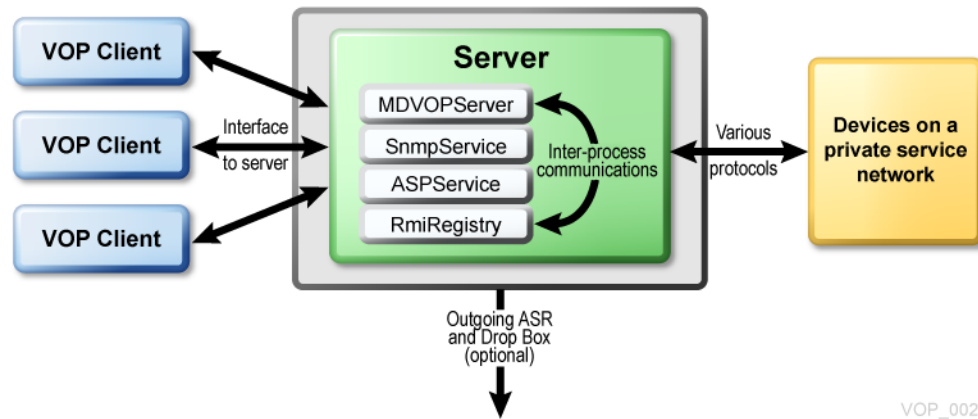 VOP Client
VOP Client
VOP Client
Interface
to server
Server
MDVOPServer
SnmpService
ASPService
RmiRegistry
Inter-process
communications
Various
protocols
Devices on a
private service
network
Outgoing ASR
and Drop Box
(optional)
VOP_002